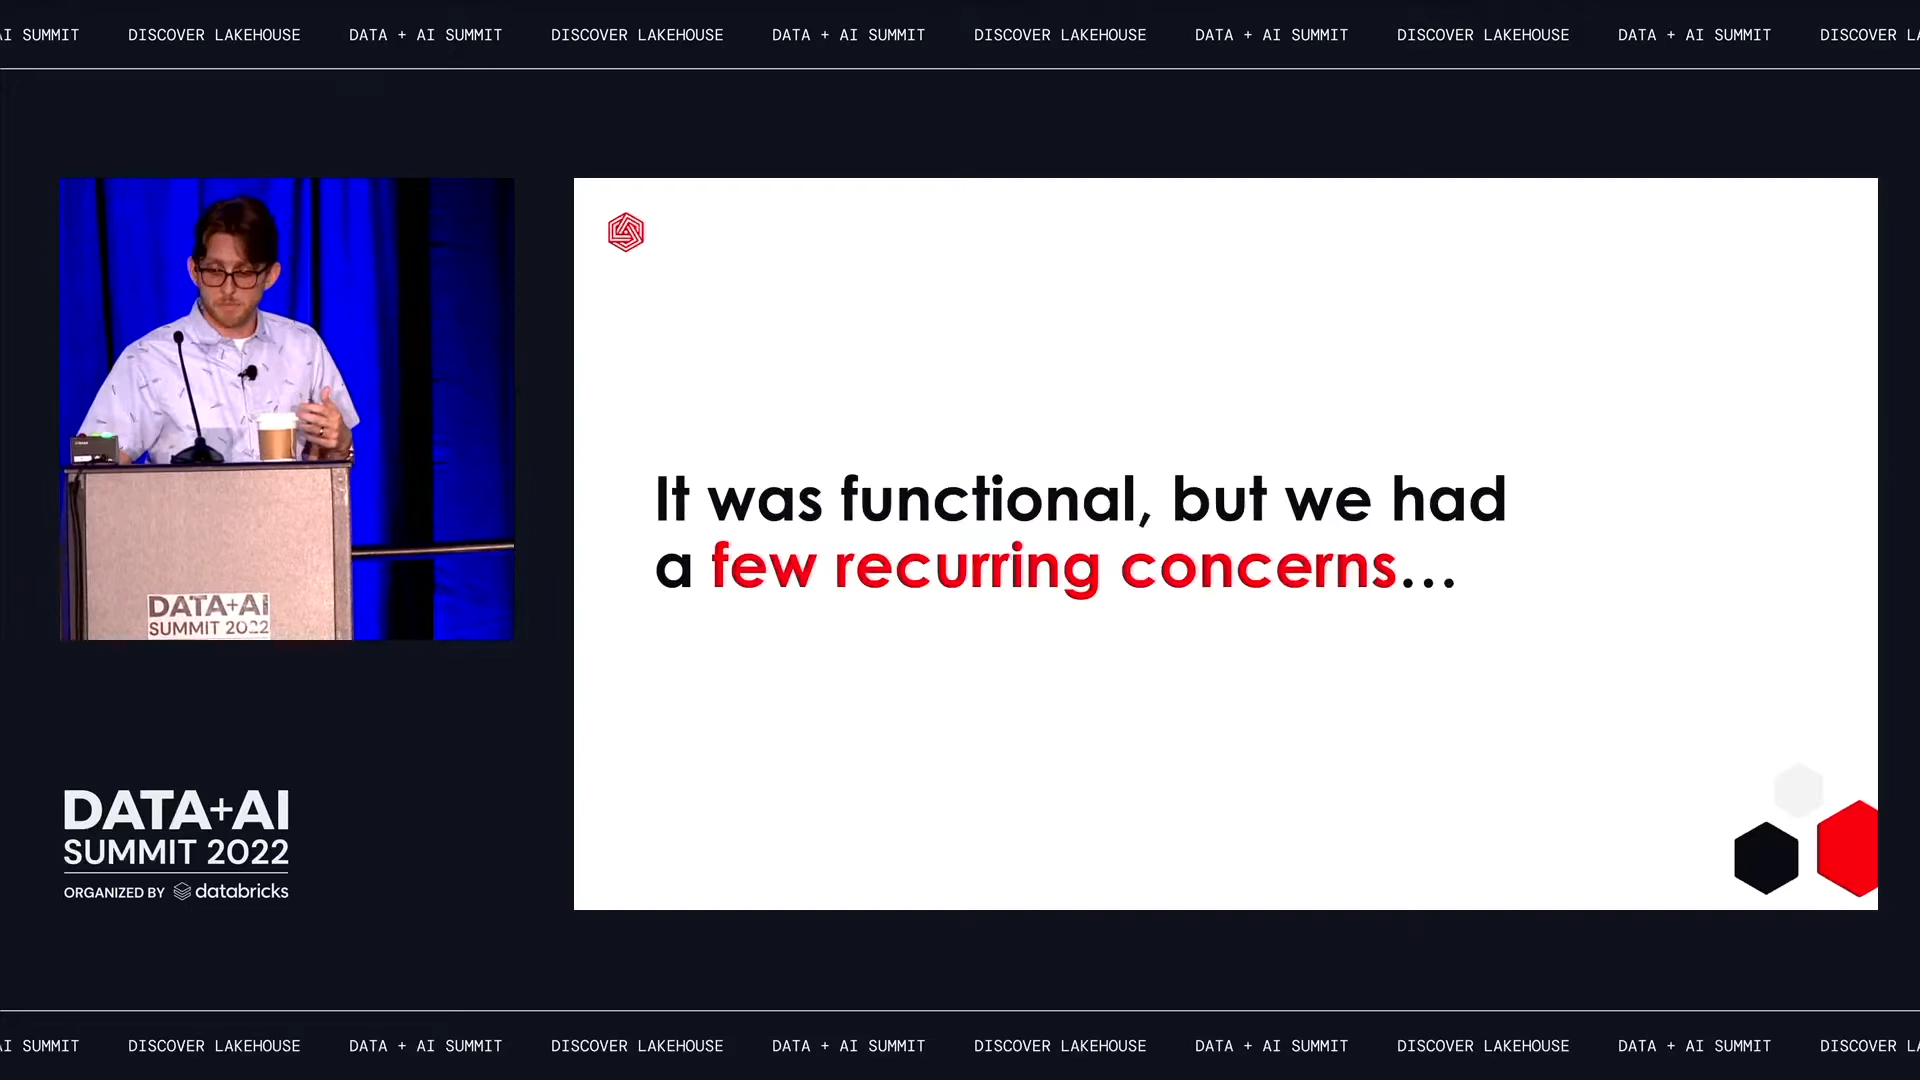 AI SUMMIT DISCOVER LAKEHOUSE DATA + AI SUMMIT DISCOVER LAKEHOUSE DATA + AI SUMMIT DISCOVER LAKEHOUSE DATA + AI SUMMIT DISCOVER LAKEHOUSE DATA + AI SUMMIT DISCOVER
It was functional, but we had
a few recurring concerns...
DATA+AI
SUMMIT 2022
DATA+AI
SUMMIT 2022
ORGANIZED BY databricks
AI SUMMIT DISCOVER LAKEHOUSE DATA + AI SUMMIT DISCOVER LAKEHOUSE DATA + AI SUMMIT DISCOVER LAKEHOUSE DATA + AI SUMMIT DISCOVER LAKEHOUSE DATA + AI SUMMIT DISCOVER